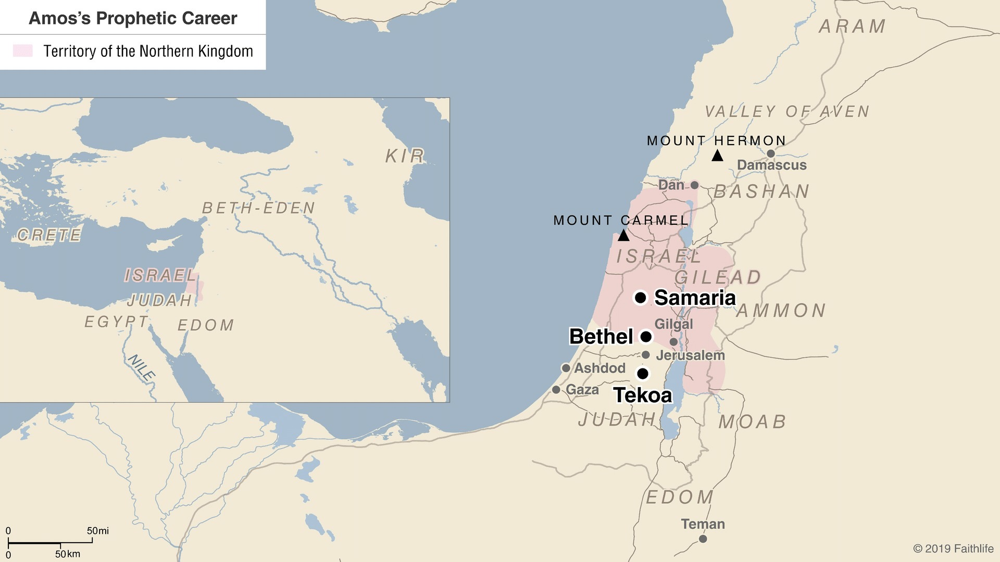 Amos’s Prophetic Career
Territory of the Northern Kingdom
ARAM
VALLEY OF AVEN
MOUNT HERMON
Damascus
Dan
BASHAN
MOUNT CARMEL
ISRAEL
GILEAD
Samaria
AMMON
Gilgal
Bethel
Jerusalem
Ashdod
Gaza
Tekoa
JUDAH
MOAB
EDOM
Teman
KIR
BETH-EDEN
CRETE
ISRAEL
JUDAH
EGYPT
EDOM
NILE
0 50mi
0 50km
© 2019 Faithlife